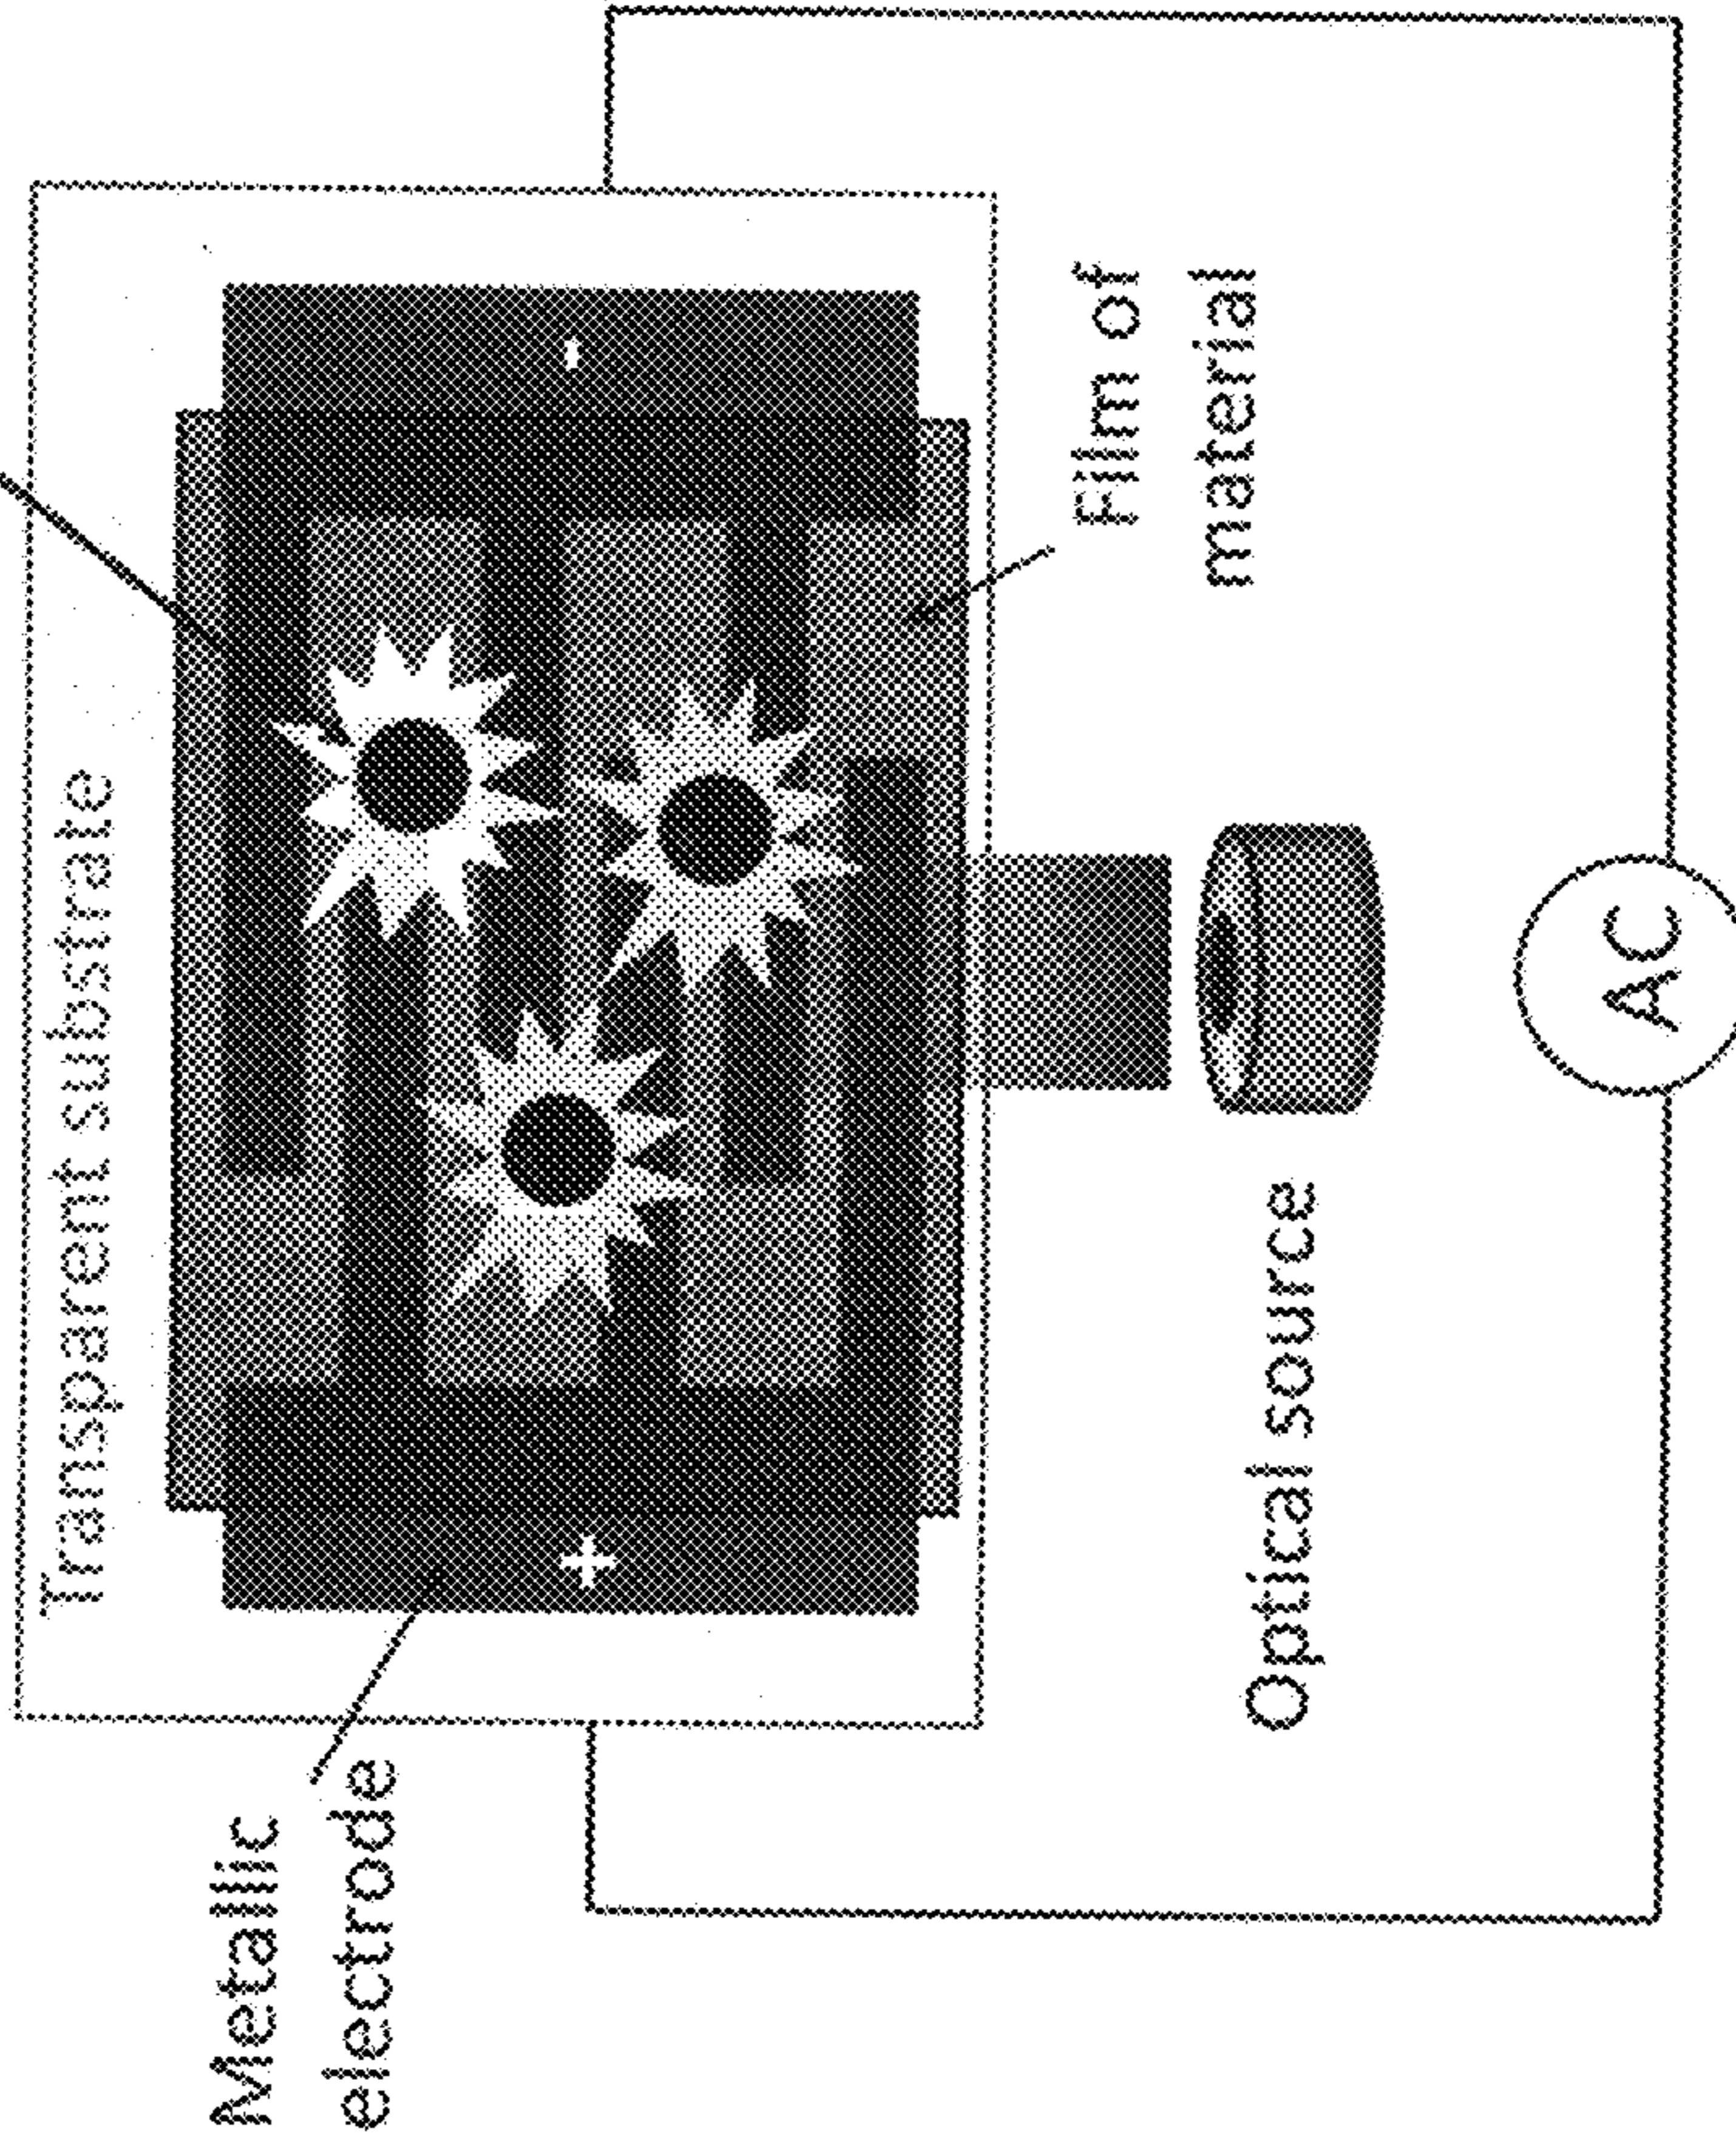 Transparent substrate
Metallic
electrode
+
-
Film of
material
Optical source
AC